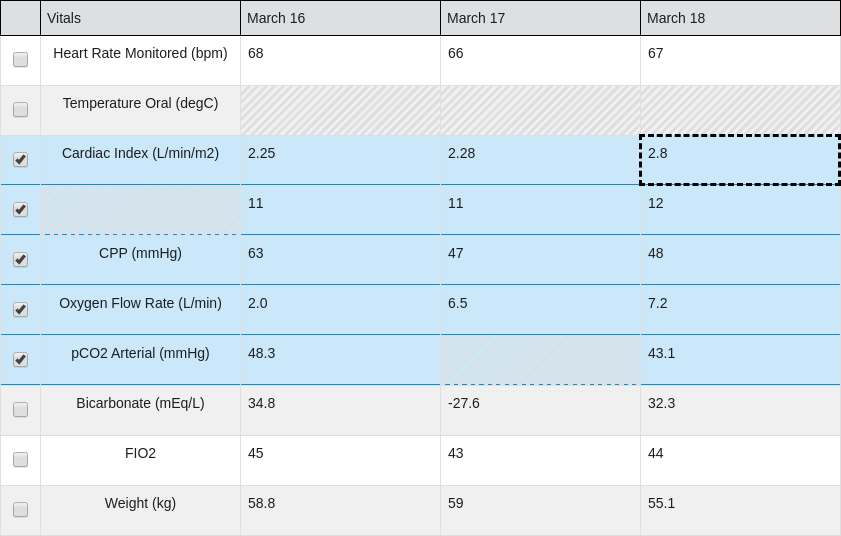 Vitals March 16 March 17 March 18
Heart Rate Monitored (bpm) 68 66 67
Temperature Oral (degC)
Cardiac Index (L/min/m2) 2.25 2.28 2.8
11 11 12
CPP (mmHg) 63 47 48
Oxygen Flow Rate (L/min) 2.0 6.5 7.2
pCO2 Arterial (mmHg) 48.3 43.1
Bicarbonate (mEq/L) 34.8 -27.6 32.3
FIO2 45 43 44
Weight (kg) 58.8 59 55.1